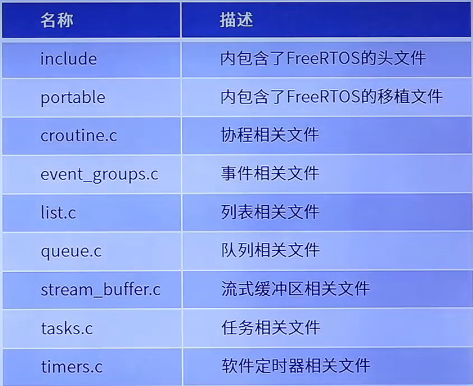 名称 描述
include 内包含了FreeRTOS的头文件
portable 内包含了FreeRTOS的移植文件
croutine.c 协程相关文件
event_groups.c 事件相关文件
list.c 列表相关文件
queue.c 队列相关文件
stream_buffer.c 流式缓冲区相关文件
tasks.c 任务相关文件
timers.c 软件定时器相关文件